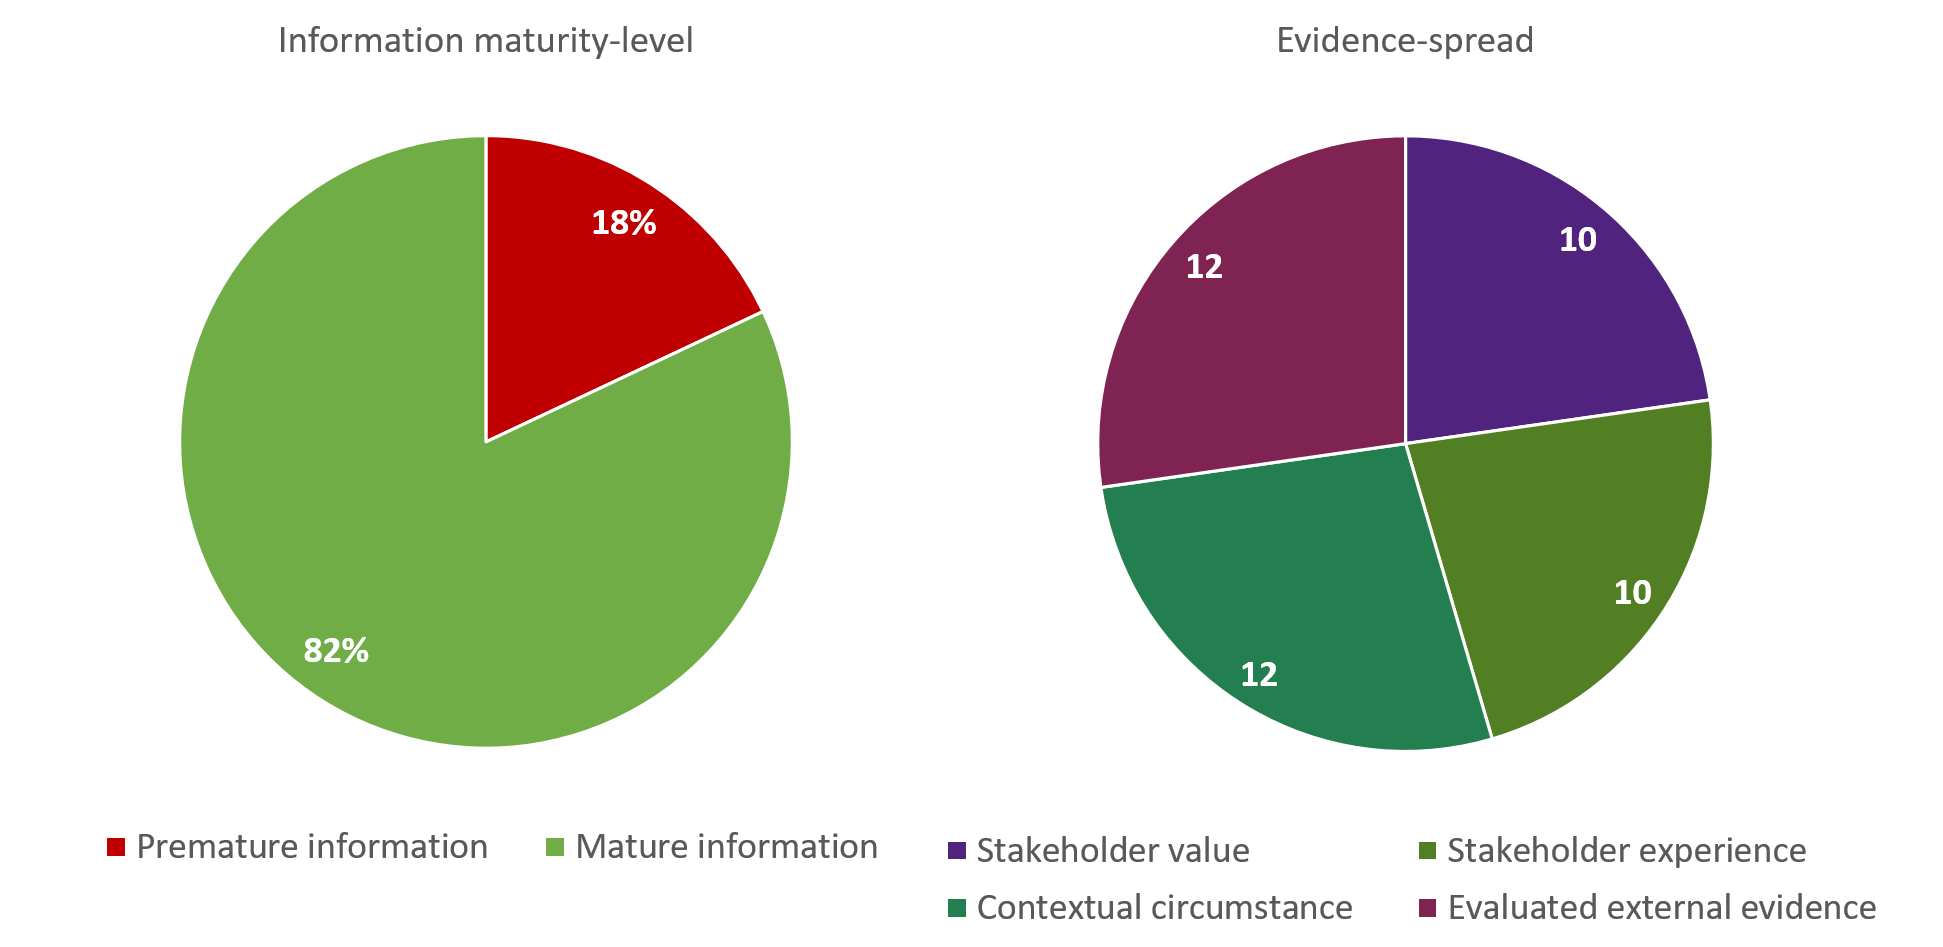 Information maturity-level
18%
82%
Premature information
Mature information
Evidence-spread
10
12
10
12
Stakeholder value
Stakeholder experience
Contextual circumstance
Evaluated external evidence